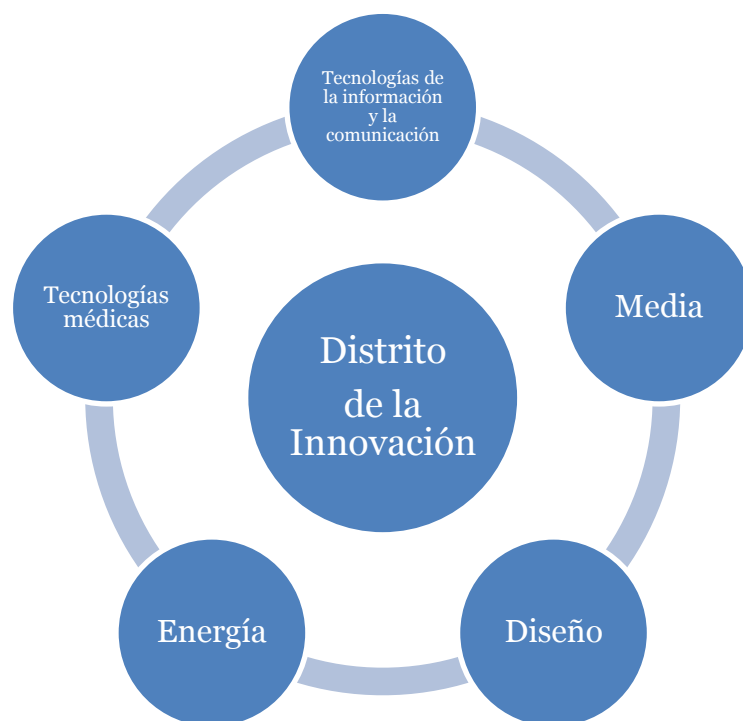 Tecnologías de
la información
y la
comunicación
Media
Diseño
Energía
Tecnologías
médicas
Distrito
de la
Innovación